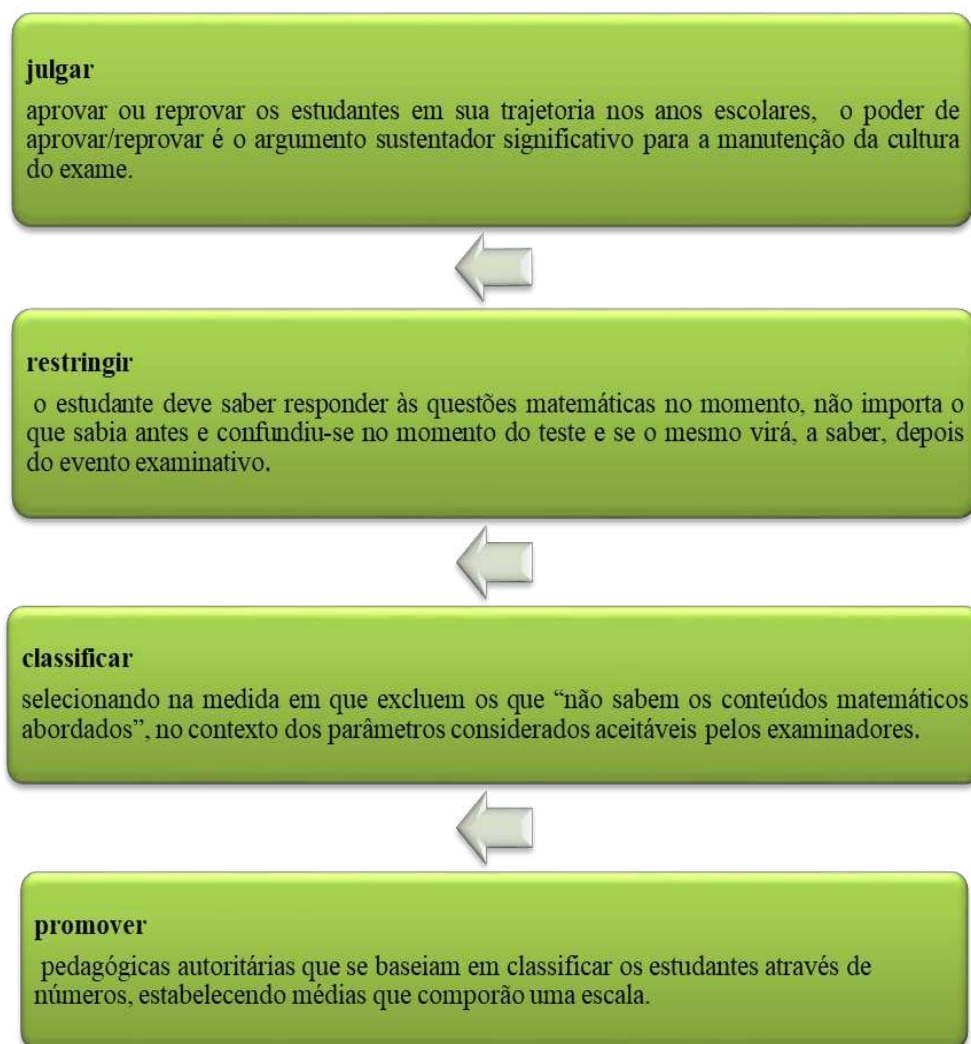 julgar
aprovar ou reprovar os estudantes em sua trajetoria nos anos escolares, o poder de
aprovar/reprovar é o argumento sustentador significativo para a manutenção da cultura
do exame.
restringir
o estudante deve saber responder às questões matemáticas no momento, não importa o
que sabia antes e confundiu-se no momento do teste e se o mesmo virá, a saber, depois
do evento examinativo.
classificar
selecionando na medida em que excluem os que “não sabem os conteúdos matemáticos
abordados”, no contexto dos parâmetros considerados aceitáveis pelos examinadores.
promover
pedagógicas autoritárias que se baseiam em classificar os estudantes através de
números, estabelecendo médias que comporão uma escala.